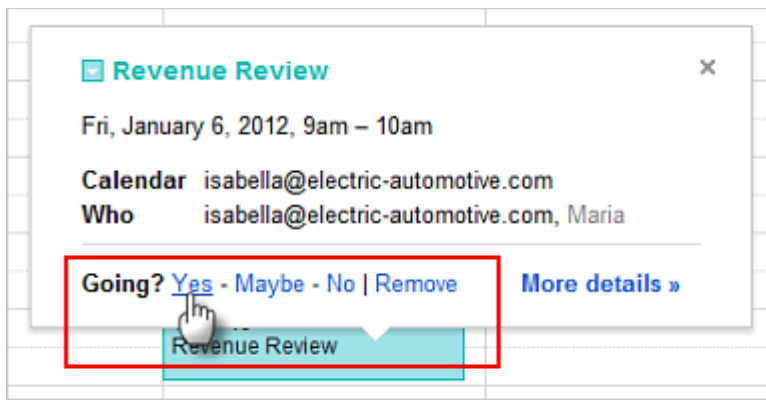 Revenue Review
Fri, January 6, 2012, 9am – 10am
Calendar isabella@electric-automotive.com
Who isabella@electric-automotive.com, Maria
Going? Yes - Maybe - No | Remove More details »
Revenue Review